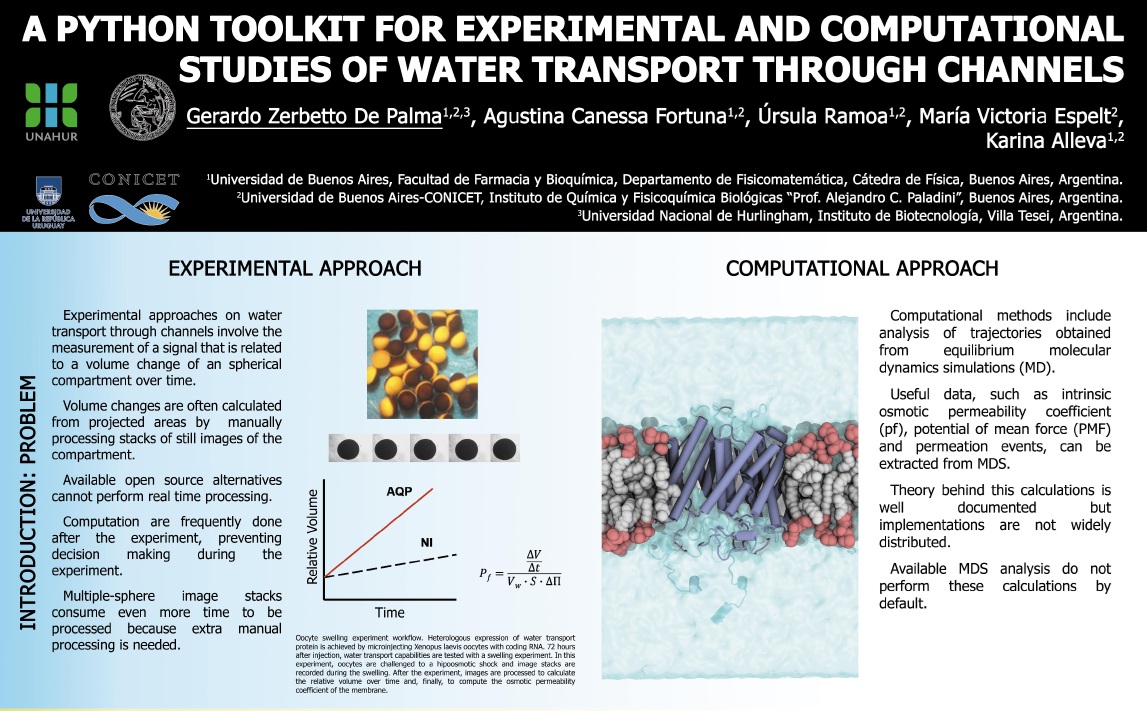 A PYTHON TOOLKIT FOR EXPERIMENTAL AND COMPUTATIONAL
STUDIES OF WATER TRANSPORT THROUGH CHANNELS
UNAHUR
Gerardo Zerbetto De Palma1,2,3, Agustina Canessa Fortuna1,2, Úrsula Ramoa1,2, María Victoria Espelt2,
Karina Alleva1,2
CONICET
UNIVERSIDAD
DE LA REPÚBLICA
URUGUAY
1Universidad de Buenos Aires, Facultad de Farmacia y Bioquímica, Departamento de Fisicomatemática, Cátedra de Física, Buenos Aires, Argentina.
2Universidad de Buenos Aires-CONICET, Instituto de Química y Fisicoquímica Biológicas “Prof. Alejandro C. Paladini”, Buenos Aires, Argentina.
3Universidad Nacional de Hurlingham, Instituto de Biotecnología, Villa Tesei, Argentina.
INTRODUCTION: PROBLEM
EXPERIMENTAL APPROACH
Experimental approaches on water
transport through channels involve the
measurement of a signal that is related
to a volume change of an spherical
compartment over time.
Volume changes are often calculated
from projected areas by manually
processing stacks of still images of the
compartment.
Available open source alternatives
cannot perform real time processing.
Computation are frequently done
after the experiment, preventing
decision making during the
experiment.
Multiple-sphere image stacks
consume even more time to be
processed because extra manual
processing is needed.
Relative Volume
AQP
NI
Time
P_f = (ΔV/Δt) / (V_w · S · ΔΠ)
Oocyte swelling experiment workflow. Heterologous expression of water transport
protein is achieved by microinjecting Xenopus laevis oocytes with coding RNA. 72 hours
after injection, water transport capabilities are tested with a swelling experiment. In this
experiment, oocytes are challenged to a hipoosmotic shock and image stacks are
recorded during the swelling. After the experiment, images are processed to calculate
the relative volume over time and, finally, to compute the osmotic permeability
coefficient of the membrane.
COMPUTATIONAL APPROACH
Computational methods include
analysis of trajectories obtained
from equilibrium molecular
dynamics simulations (MD).
Useful data, such as intrinsic
osmotic permeability coefficient
(pf), potential of mean force (PMF)
and permeation events, can be
extracted from MDS.
Theory behind this calculations is
well documented but
implementations are not widely
distributed.
Available MDS analysis do not
perform these calculations by
default.